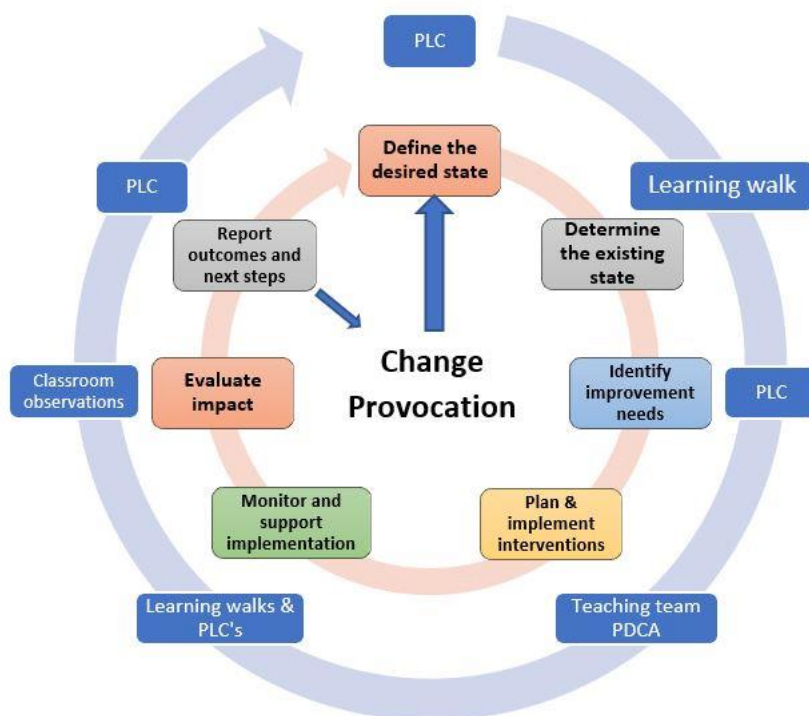 PLC
Define the
desired state
PLC
Learning walk
Report
outcomes and
next steps
Determine
the existing
state
Change
Provocation
Classroom
observations
Evaluate
impact
Identify
improvement
needs
PLC
Monitor and
support
implementation
Plan &
implement
interventions
Learning walks &
PLC's
Teaching team
PDCA